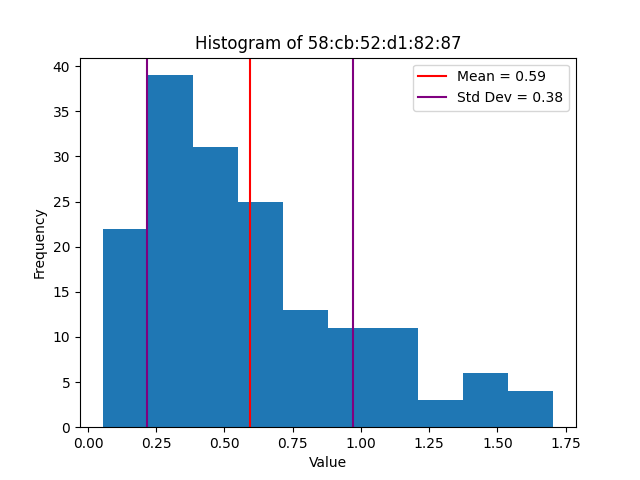 Histogram of 58:cb:52:d1:82:87
Mean = 0.59
Std Dev = 0.38
Frequency
40
35
30
25
20
15
10
5
0
0.00 0.25 0.50 0.75 1.00 1.25 1.50 1.75
Value